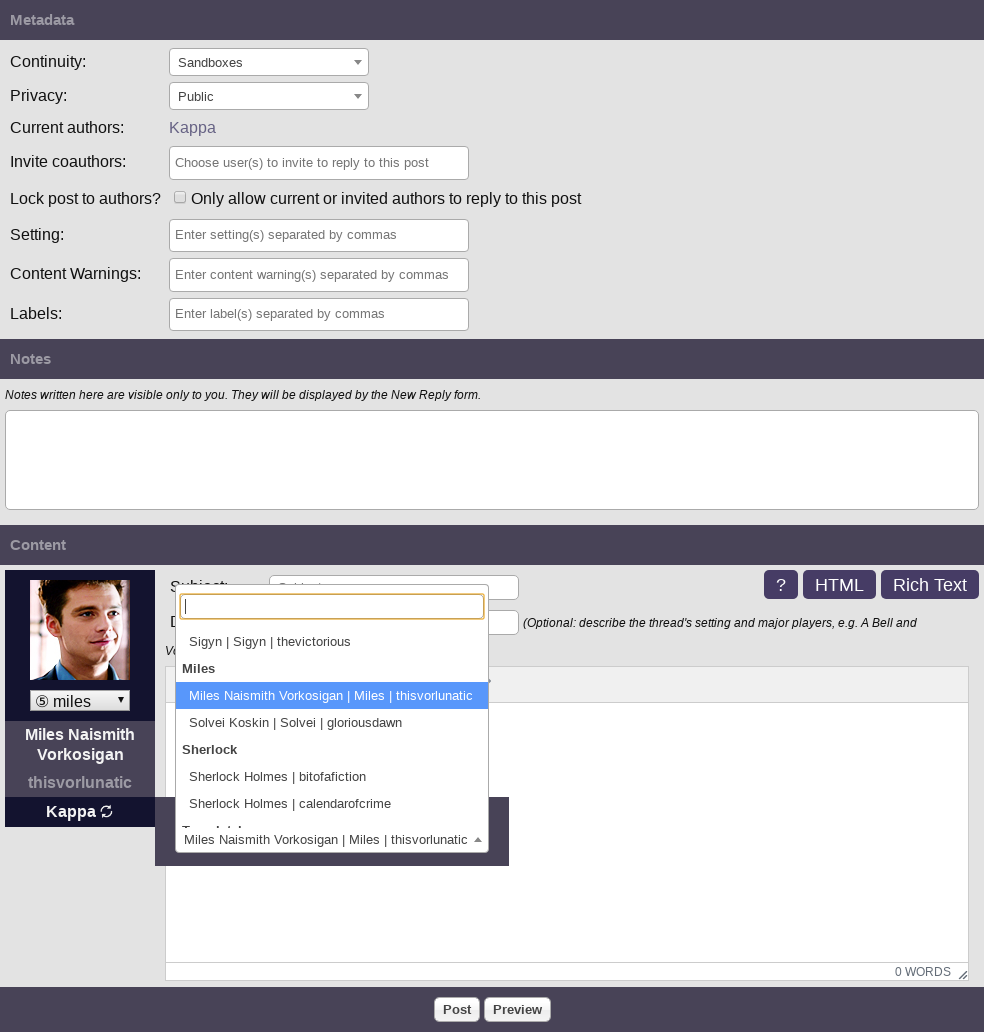 Metadata
Continuity: Sandboxes
Privacy: Public
Current authors: Kappa
Invite coauthors: Choose user(s) to invite to reply to this post
Lock post to authors? Only allow current or invited authors to reply to this post
Setting: Enter setting(s) separated by commas
Content Warnings: Enter content warning(s) separated by commas
Labels: Enter label(s) separated by commas
Notes
Notes written here are visible only to you. They will be displayed by the New Reply form.
Content
? HTML Rich Text
(Optional: describe the thread's setting and major players, e.g. A Bell and
⑤ miles
Miles Naismith
Vorkosigan
thisvorlunatic
Kappa
Sigyn | Sigyn | thevictorious
Miles
Miles Naismith Vorkosigan | Miles | thisvorlunatic
Solvei Koskin | Solvei | gloriousdawn
Sherlock
Sherlock Holmes | bitofafiction
Sherlock Holmes | calendarofcrime
Miles Naismith Vorkosigan | Miles | thisvorlunatic
0 WORDS
Post Preview